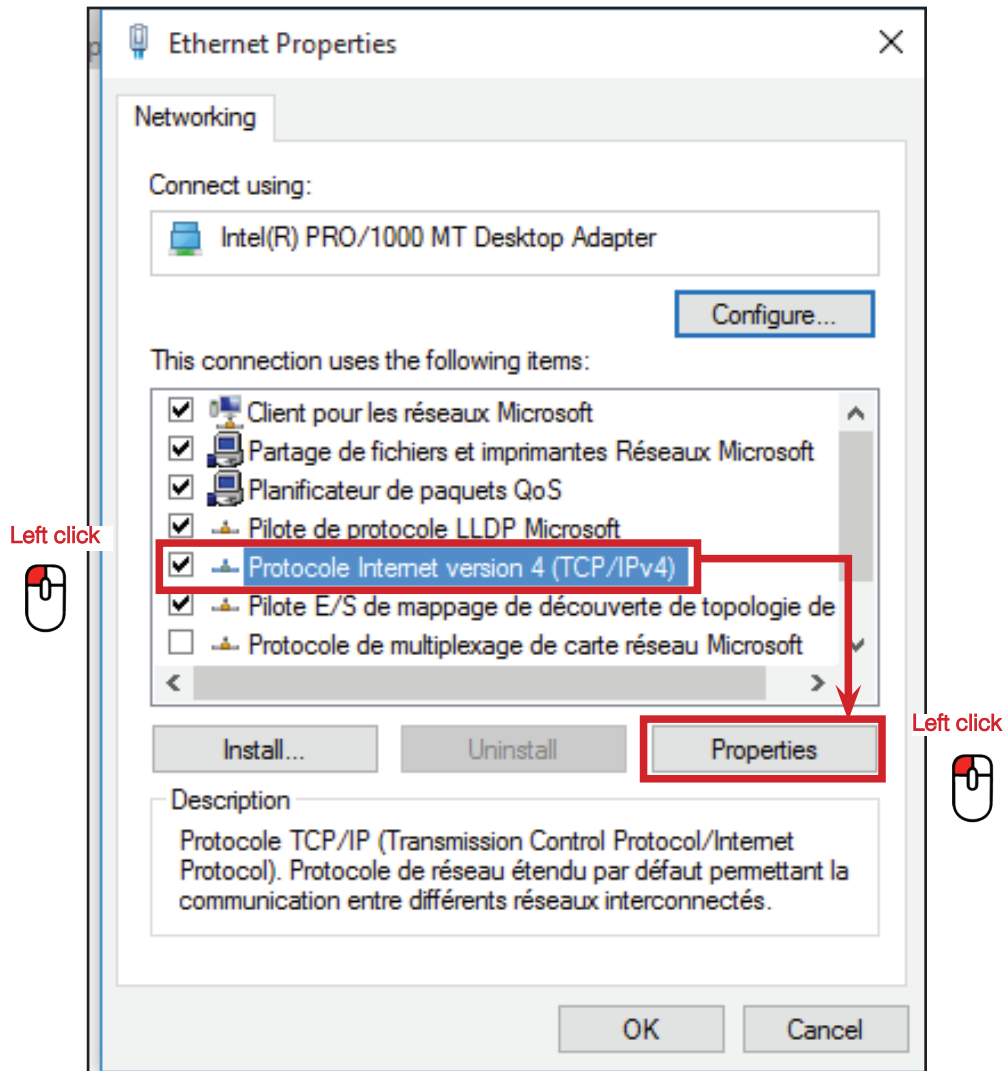 Ethernet Properties
Networking
Connect using:
Intel(R) PRO/1000 MT Desktop Adapter
Configure...
This connection uses the following items:
Client pour les réseaux Microsoft
Partage de fichiers et imprimantes Réseaux Microsoft
Planificateur de paquets QoS
Pilote de protocole LLDP Microsoft
Left click
Protocole Internet version 4 (TCP/IPv4)
Pilote E/S de mappage de découverte de topologie de
Protocole de multiplexage de carte réseau Microsoft
Left click
Install...
Uninstall
Properties
Description
Protocole TCP/IP (Transmission Control Protocol/Internet
Protocol). Protocole de réseau étendu par défaut permettant la
communication entre différents réseaux interconnectés.
OK
Cancel